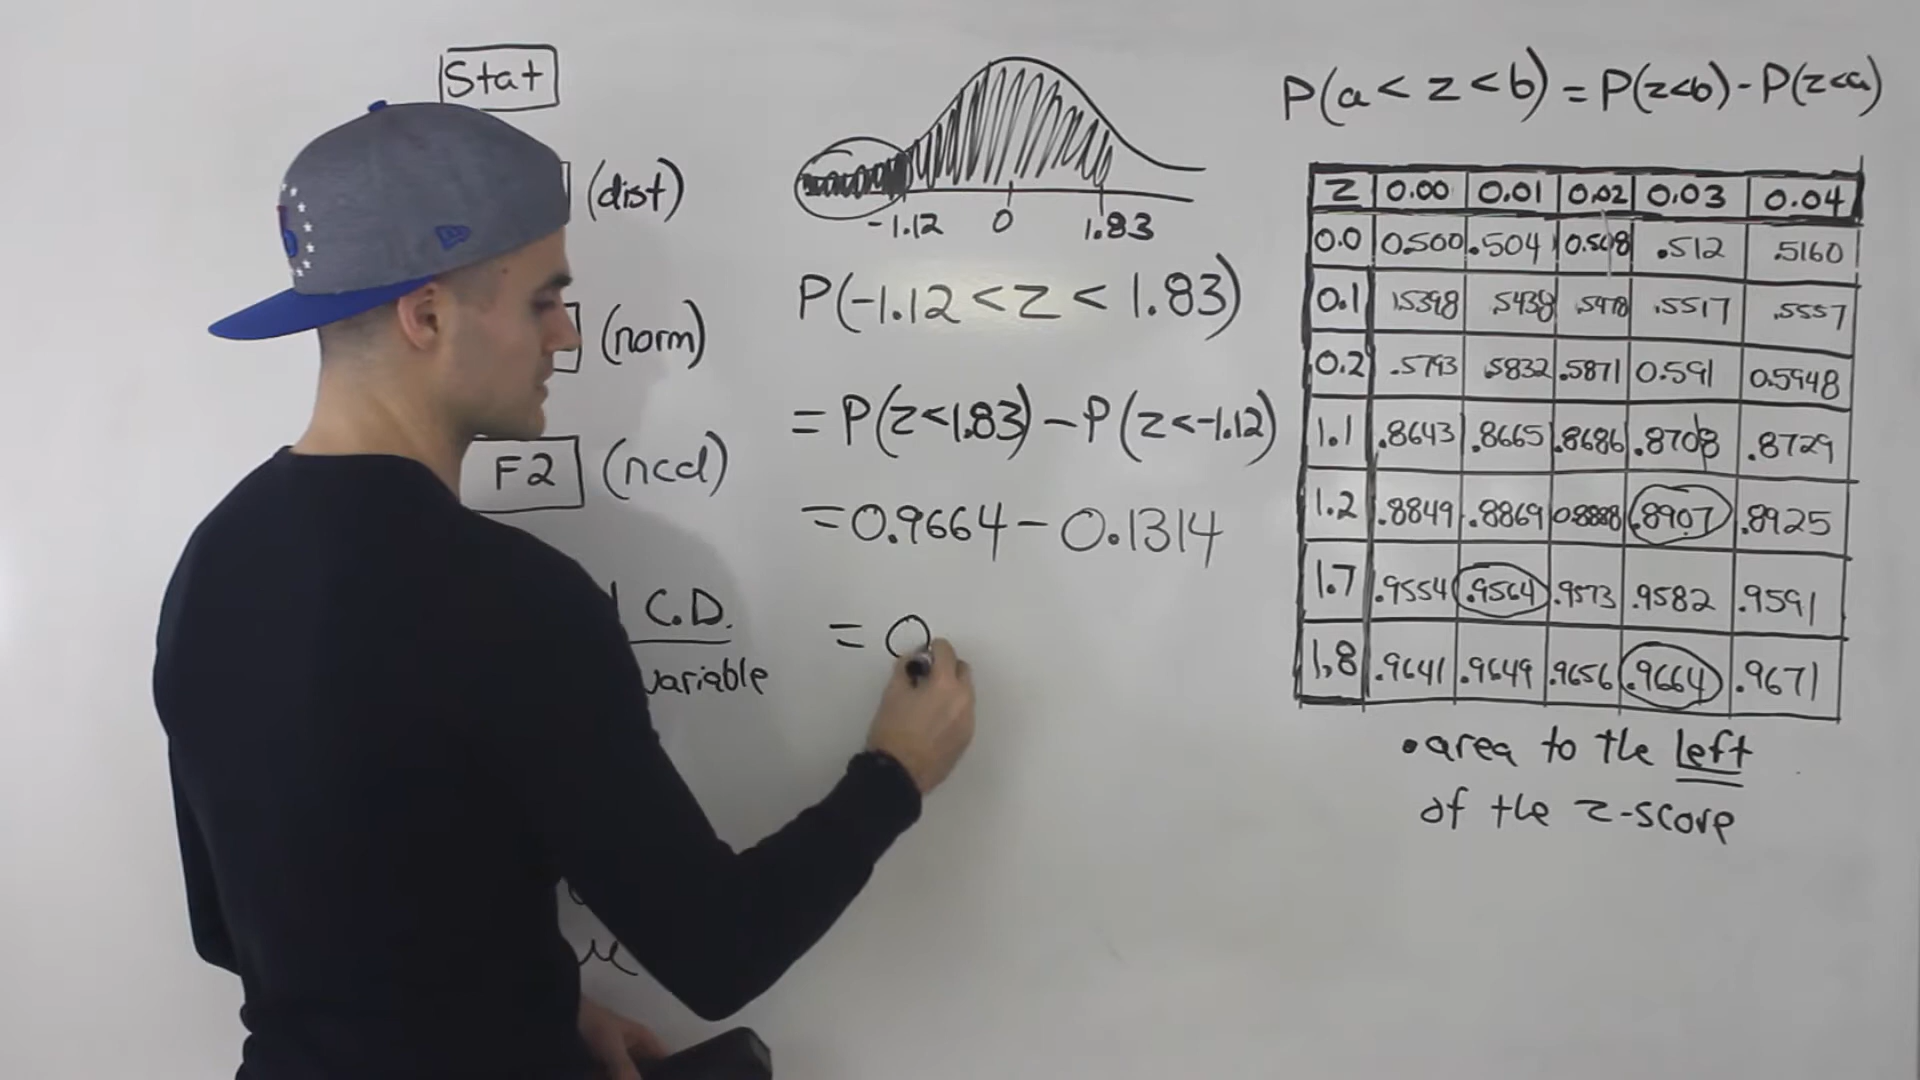 Stat
(dist)
(norm)
F2 (ncd)
C.D.
variable
-1.12 0 1.83
P(-1.12 < z < 1.83)
= P(z<1.83) - P(z<-1.12)
= 0.9664 - 0.1314
= 0
P(a < z < b) = P(z<b) - P(z<a)
z 0.00 0.01 0.02 0.03 0.04
0.0 0.500 .504 0.508 .512 .5160
0.1 .5398 .5438 .5478 .5517 .5557
0.2 .5793 .5832 .5871 0.591 0.5948
1.1 .8643 .8665 .8686 .8708 .8729
1.2 .8849 .8869 0.8888 .8907 .8925
1.7 .9554 .9564 .9573 .9582 .9591
1.8 .9641 .9649 .9656 .9664 .9671
• area to the left
of the z-score